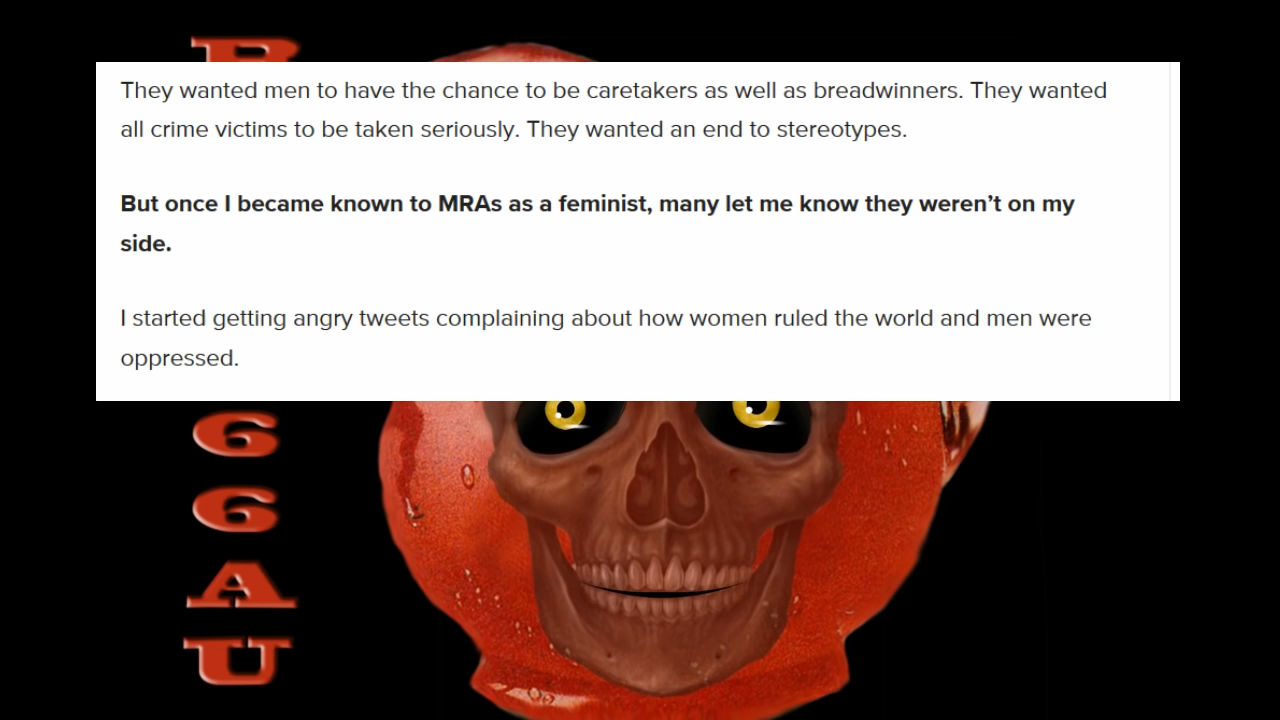 R
They wanted men to have the chance to be caretakers as well as breadwinners. They wanted
all crime victims to be taken seriously. They wanted an end to stereotypes.
But once I became known to MRAs as a feminist, many let me know they weren’t on my
side.
I started getting angry tweets complaining about how women ruled the world and men were
oppressed.
6
6
A
U